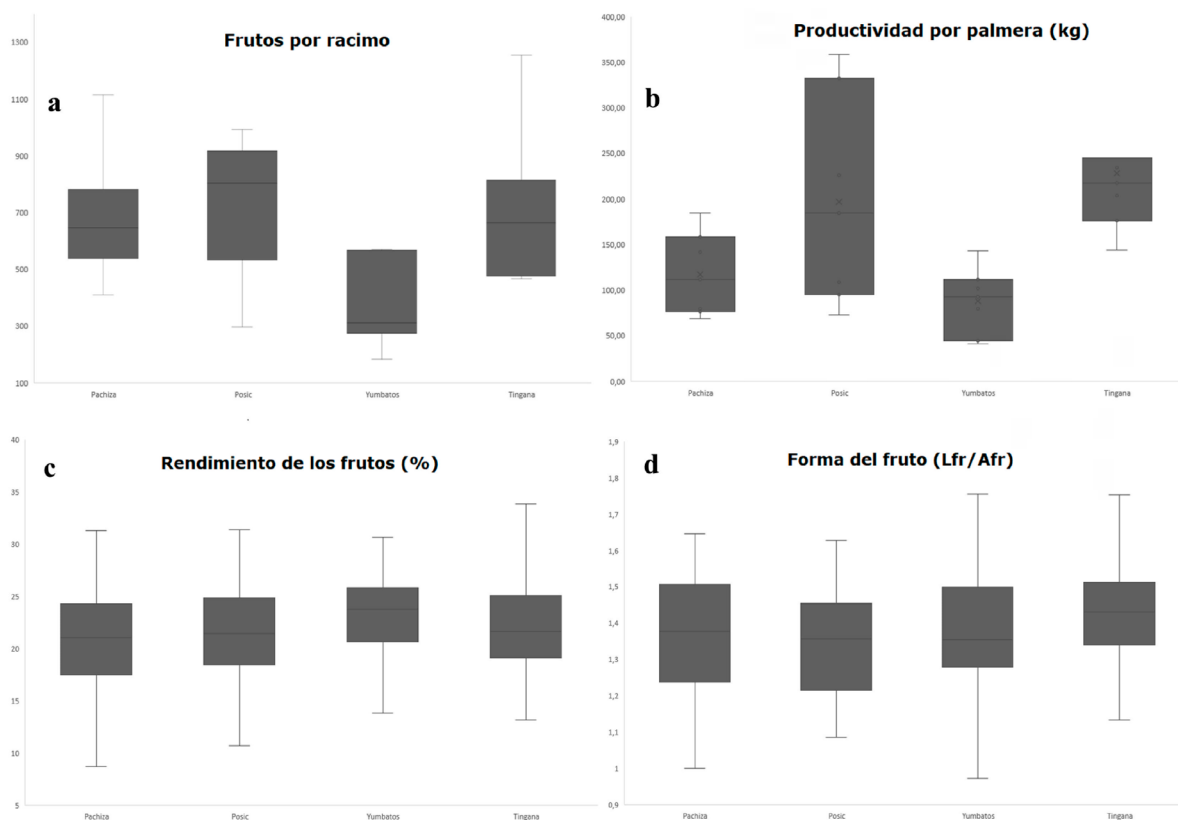 Frutos por racimo
a
1300
1100
900
700
500
300
100
Pachiza Posic Yumbatos Tingana
Productividad por palmera (kg)
b
400,00
350,00
300,00
250,00
200,00
150,00
100,00
50,00
0,00
Pachiza Posic Yumbatos Tingana
Rendimiento de los frutos (%)
c
40
35
30
25
20
15
10
5
Pachiza Posic Yumbatos Tingana
Forma del fruto (Lfr/Afr)
d
1,9
1,8
1,7
1,6
1,5
1,4
1,3
1,2
1,1
1
0,9
Pachiza Posic Yumbatos Tingana